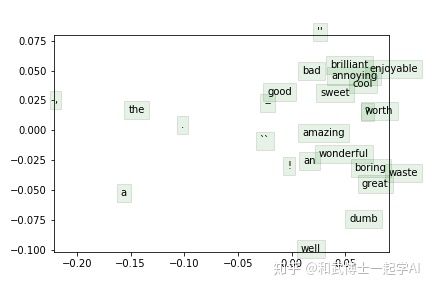 ''
0.075
brilliant
bad
enjoyable
0.050
annoying
cool
good
sweet
,
0.025
–
the
?
worth
.
0.000
amazing
``
wonderful
−0.025
an
!
boring
waste
great
−0.050
a
dumb
−0.075
well
−0.100
−0.20
−0.15
−0.10
−0.05
0.00
0.05
知乎 @和武博士一起学AI